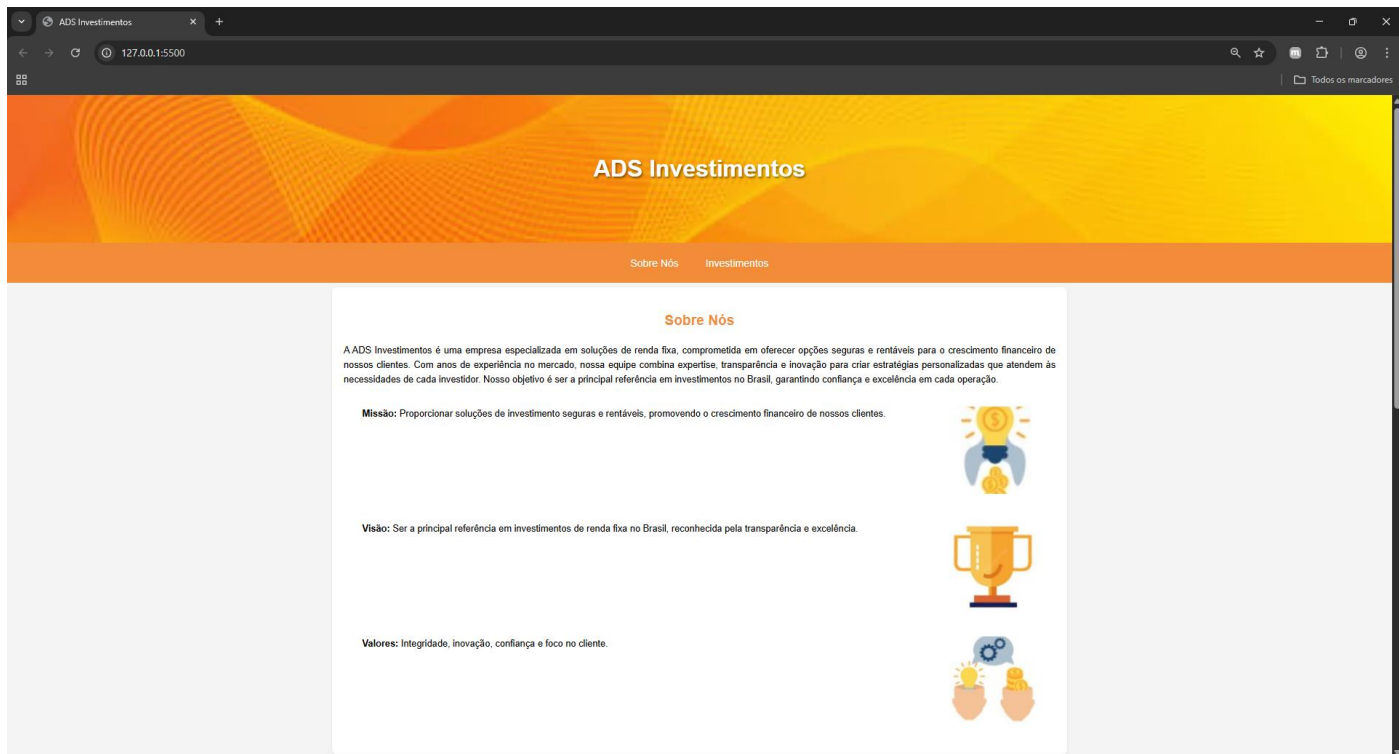 ADS Investimentos
127.0.0.1:5500
Todos os marcadores
ADS Investimentos
Sobre Nós Investimentos
Sobre Nós
A ADS Investimentos é uma empresa especializada em soluções de renda fixa, comprometida em oferecer opções seguras e rentáveis para o crescimento financeiro de
nossos clientes. Com anos de experiência no mercado, nossa equipe combina expertise, transparência e inovação para criar estratégias personalizadas que atendem às
necessidades de cada investidor. Nosso objetivo é ser a principal referência em investimentos no Brasil, garantindo confiança e excelência em cada operação.
Missão: Proporcionar soluções de investimento seguras e rentáveis, promovendo o crescimento financeiro de nossos clientes.
Visão: Ser a principal referência em investimentos de renda fixa no Brasil, reconhecida pela transparência e excelência.
Valores: Integridade, inovação, confiança e foco no cliente.